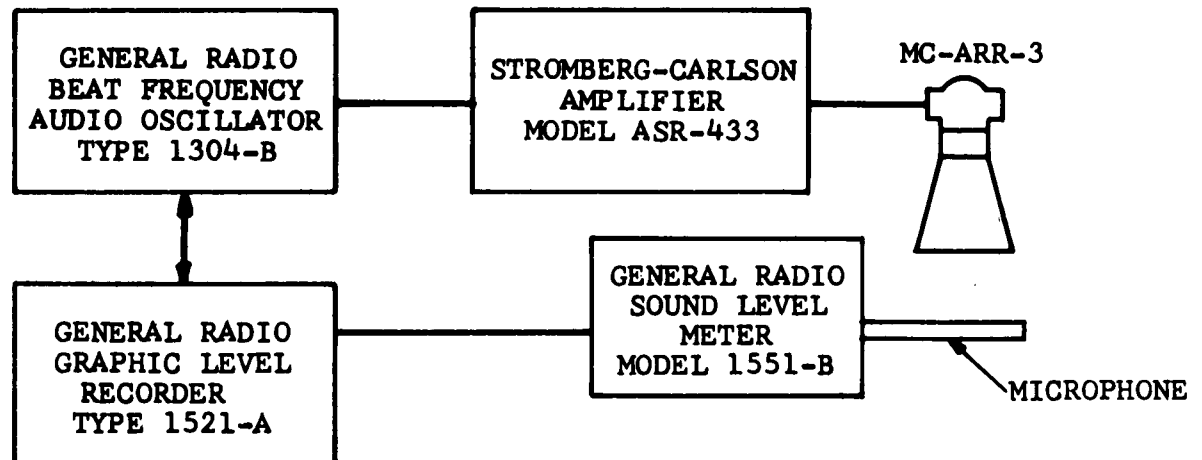 GENERAL RADIO
BEAT FREQUENCY
AUDIO OSCILLATOR
TYPE 1304-B
STROMBERG-CARLSON
AMPLIFIER
MODEL ASR-433
MC-ARR-3
GENERAL RADIO
GRAPHIC LEVEL
RECORDER
TYPE 1521-A
GENERAL RADIO
SOUND LEVEL
METER
MODEL 1551-B
MICROPHONE